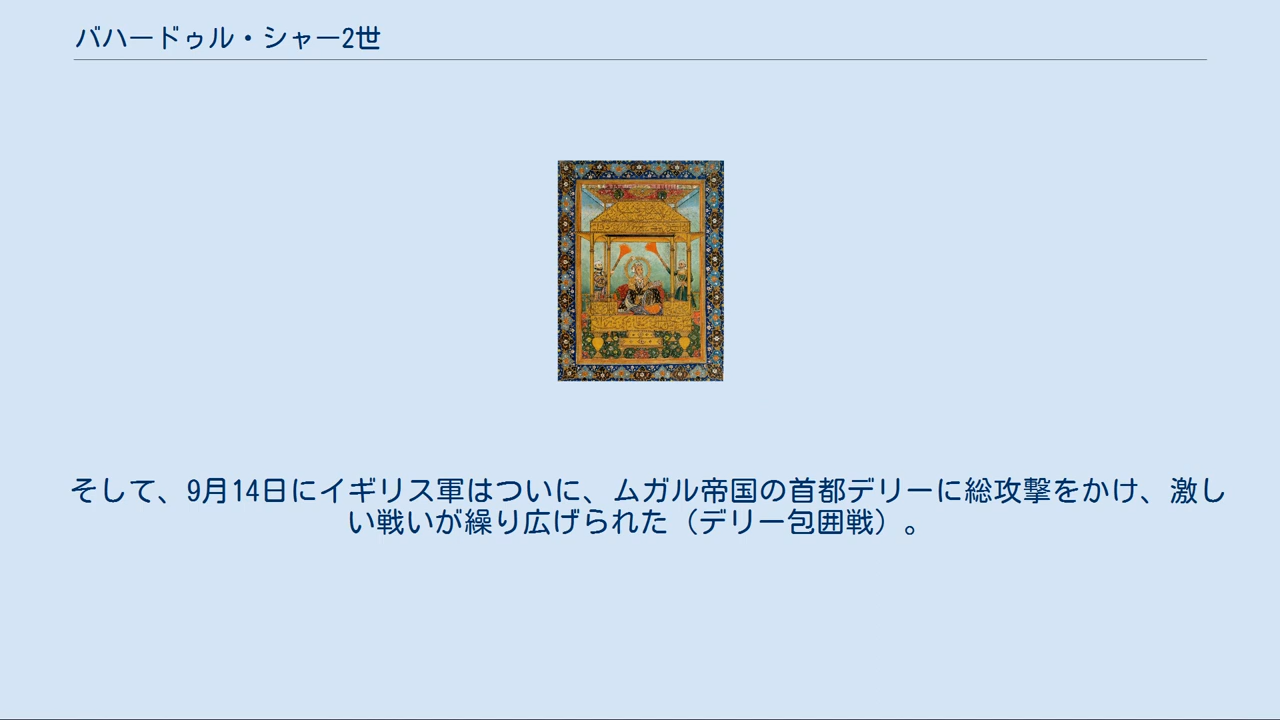 バハードゥル・シャー2世
そして、9月14日にイギリス軍はついに、ムガル帝国の首都デリーに総攻撃をかけ、激し
い戦いが繰り広げられた（デリー包囲戦）。